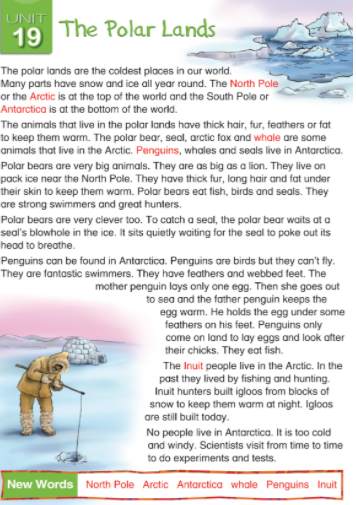 UNIT
19
The Polar Lands
The polar lands are the coldest places in our world.
Many parts have snow and ice all year round. The North Pole
or the Arctic is at the top of the world and the South Pole or
Antarctica is at the bottom of the world.
The animals that live in the polar lands have thick hair, fur, feathers or fat
to keep them warm. The polar bear, seal, arctic fox and whale are some
animals that live in the Arctic. Penguins, whales and seals live in Antarctica.
Polar bears are very big animals. They are as big as a lion. They live on
pack ice near the North Pole. They have thick fur, long hair and fat under
their skin to keep them warm. Polar bears eat fish, birds and seals. They
are strong swimmers and great hunters.
Polar bears are very clever too. To catch a seal, the polar bear waits at a
seal's blowhole in the ice. It sits quietly waiting for the seal to poke out its
head to breathe.
Penguins can be found in Antarctica. Penguins are birds but they can't fly.
They are fantastic swimmers. They have feathers and webbed feet. The
mother penguin lays only one egg. Then she goes out
to sea and the father penguin keeps the
egg warm. He holds the egg under some
feathers on his feet. Penguins only
come on land to lay eggs and look after
their chicks. They eat fish.
The Inuit people live in the Arctic. In the
past they lived by fishing and hunting.
Inuit hunters built igloos from blocks of
snow to keep them warm at night. Igloos
are still built today.
No people live in Antarctica. It is too cold
and windy. Scientists visit from time to time
to do experiments and tests.
New Words North Pole Arctic Antarctica whale Penguins Inuit